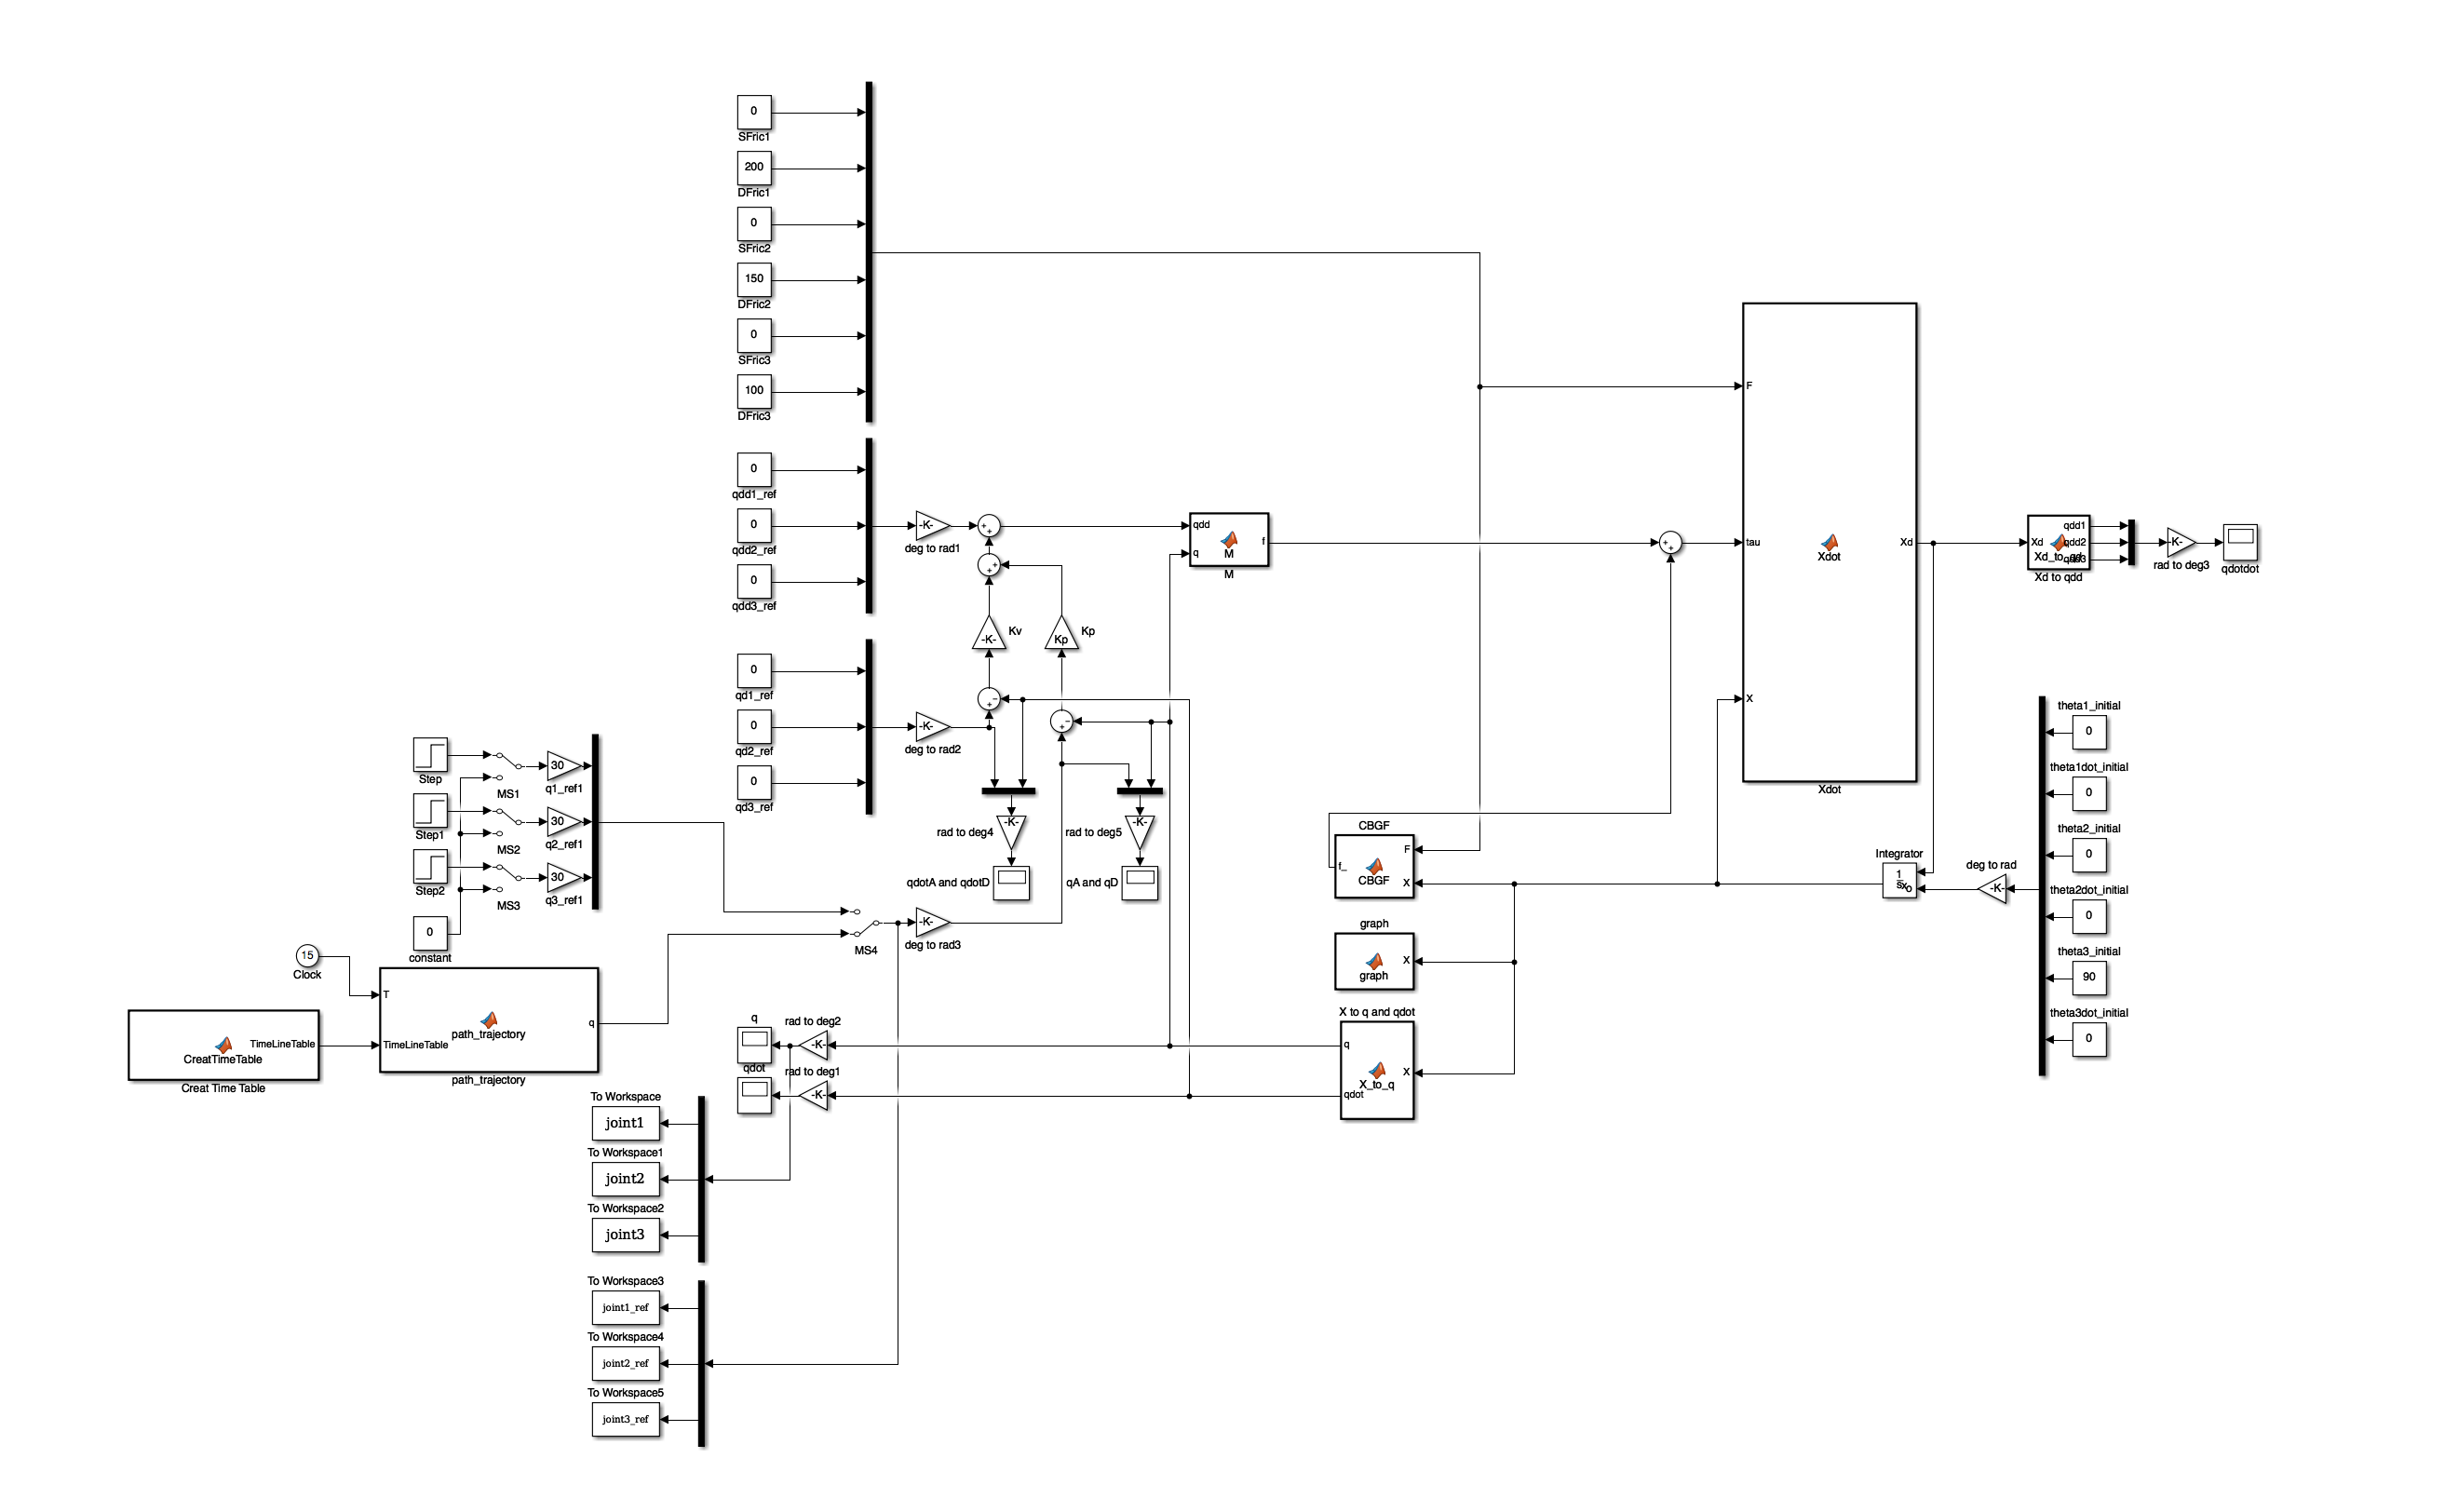 0
SFric1
200
DFric1
0
SFric2
150
DFric2
0
SFric3
100
DFric3
0
qdd1_ref
0
qdd2_ref
0
qdd3_ref
-K-
deg to rad1
+
+
+
+
-K-
Kv
Kp
Kp
qdd
q
f
M
M
+
+
F
tau
X
Xd
Xdot
Xdot
Xd
qdd1
qdd2
Xd to qdd
-K-
rad to deg3
qdotdot
0
qd1_ref
0
qd2_ref
0
qd3_ref
-K-
deg to rad2
+
−
+
−
-K-
rad to deg4
qdotA and qdotD
-K-
rad to deg5
qA and qD
Step
MS1
30
q1_ref1
Step1
MS2
30
q2_ref1
Step2
MS3
30
q3_ref1
0
constant
MS4
-K-
deg to rad3
15
Clock
TimeLineTable
CreatTimeTable
Creat Time Table
T
TimeLineTable
path_trajectory
q
path_trajectory
CBGF
F
f_
CBGF
X
graph
X
graph
X to q and qdot
q
X
X_to_q
qdot
Integrator
1
s
xo
deg to rad
-K-
theta1_initial
0
theta1dot_initial
0
theta2_initial
0
theta2dot_initial
0
theta3_initial
90
theta3dot_initial
0
q
rad to deg2
-K-
qdot
rad to deg1
-K-
To Workspace
joint1
To Workspace1
joint2
To Workspace2
joint3
To Workspace3
joint1_ref
To Workspace4
joint2_ref
To Workspace5
joint3_ref